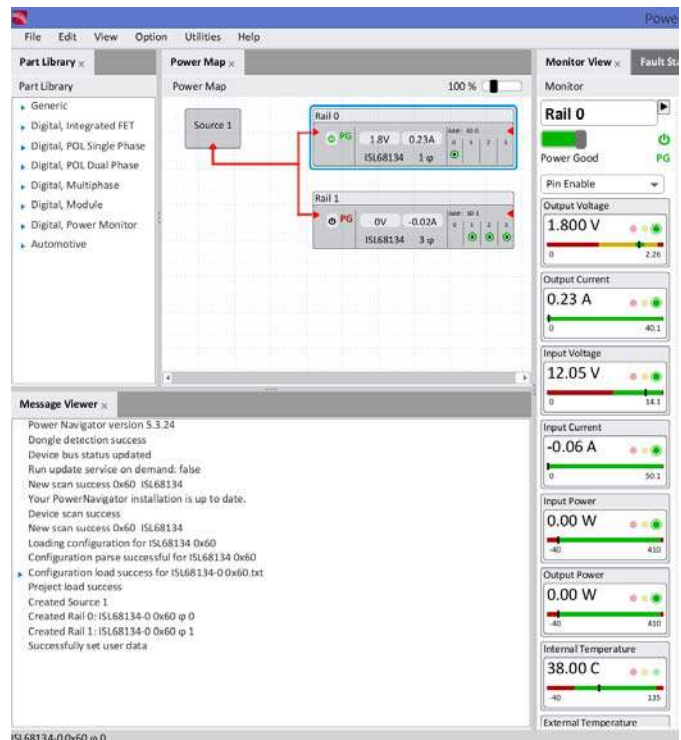 Powe
File Edit View Option Utilities Help
Part Library x
Power Map x
Monitor View x
Fault Sta
Part Library
Power Map
100 %
Monitor
Generic
Digital, Integrated FET
Digital, POL Single Phase
Digital, POL Dual Phase
Digital, Multiphase
Digital, Module
Digital, Power Monitor
Automotive
Source 1
Rail 0
PG 1.8V 0.23A
0 1 2 3
ISL68134 1 φ
Rail 1
PG 0V -0.02A
0 1 2 3
ISL68134 3 φ
Rail 0
Power Good PG
Pin Enable
Output Voltage
1.800 V
0 2.26
Output Current
0.23 A
0 40.1
Input Voltage
12.05 V
0 14.1
Input Current
-0.06 A
0 50.1
Input Power
0.00 W
-40 410
Output Power
0.00 W
-40 410
Internal Temperature
38.00 C
-40 135
External Temperature
Message Viewer x
Power Navigator version 5.3.24
Dongle detection success
Device bus status updated
Run update service on demand: false
New scan success 0x60 ISL68134
Your PowerNavigator installation is up to date.
Device scan success
New scan success 0x60 ISL68134
Loading configuration for ISL68134 0x60
Configuration parse successful for ISL68134 0x60
Configuration load success for ISL68134-0 0x60.txt
Project load success
Created Source 1
Created Rail 0: ISL68134-0 0x60 φ 0
Created Rail 1: ISL68134-0 0x60 φ 1
Successfully set user data
ISL68134-0 0x60 φ 0